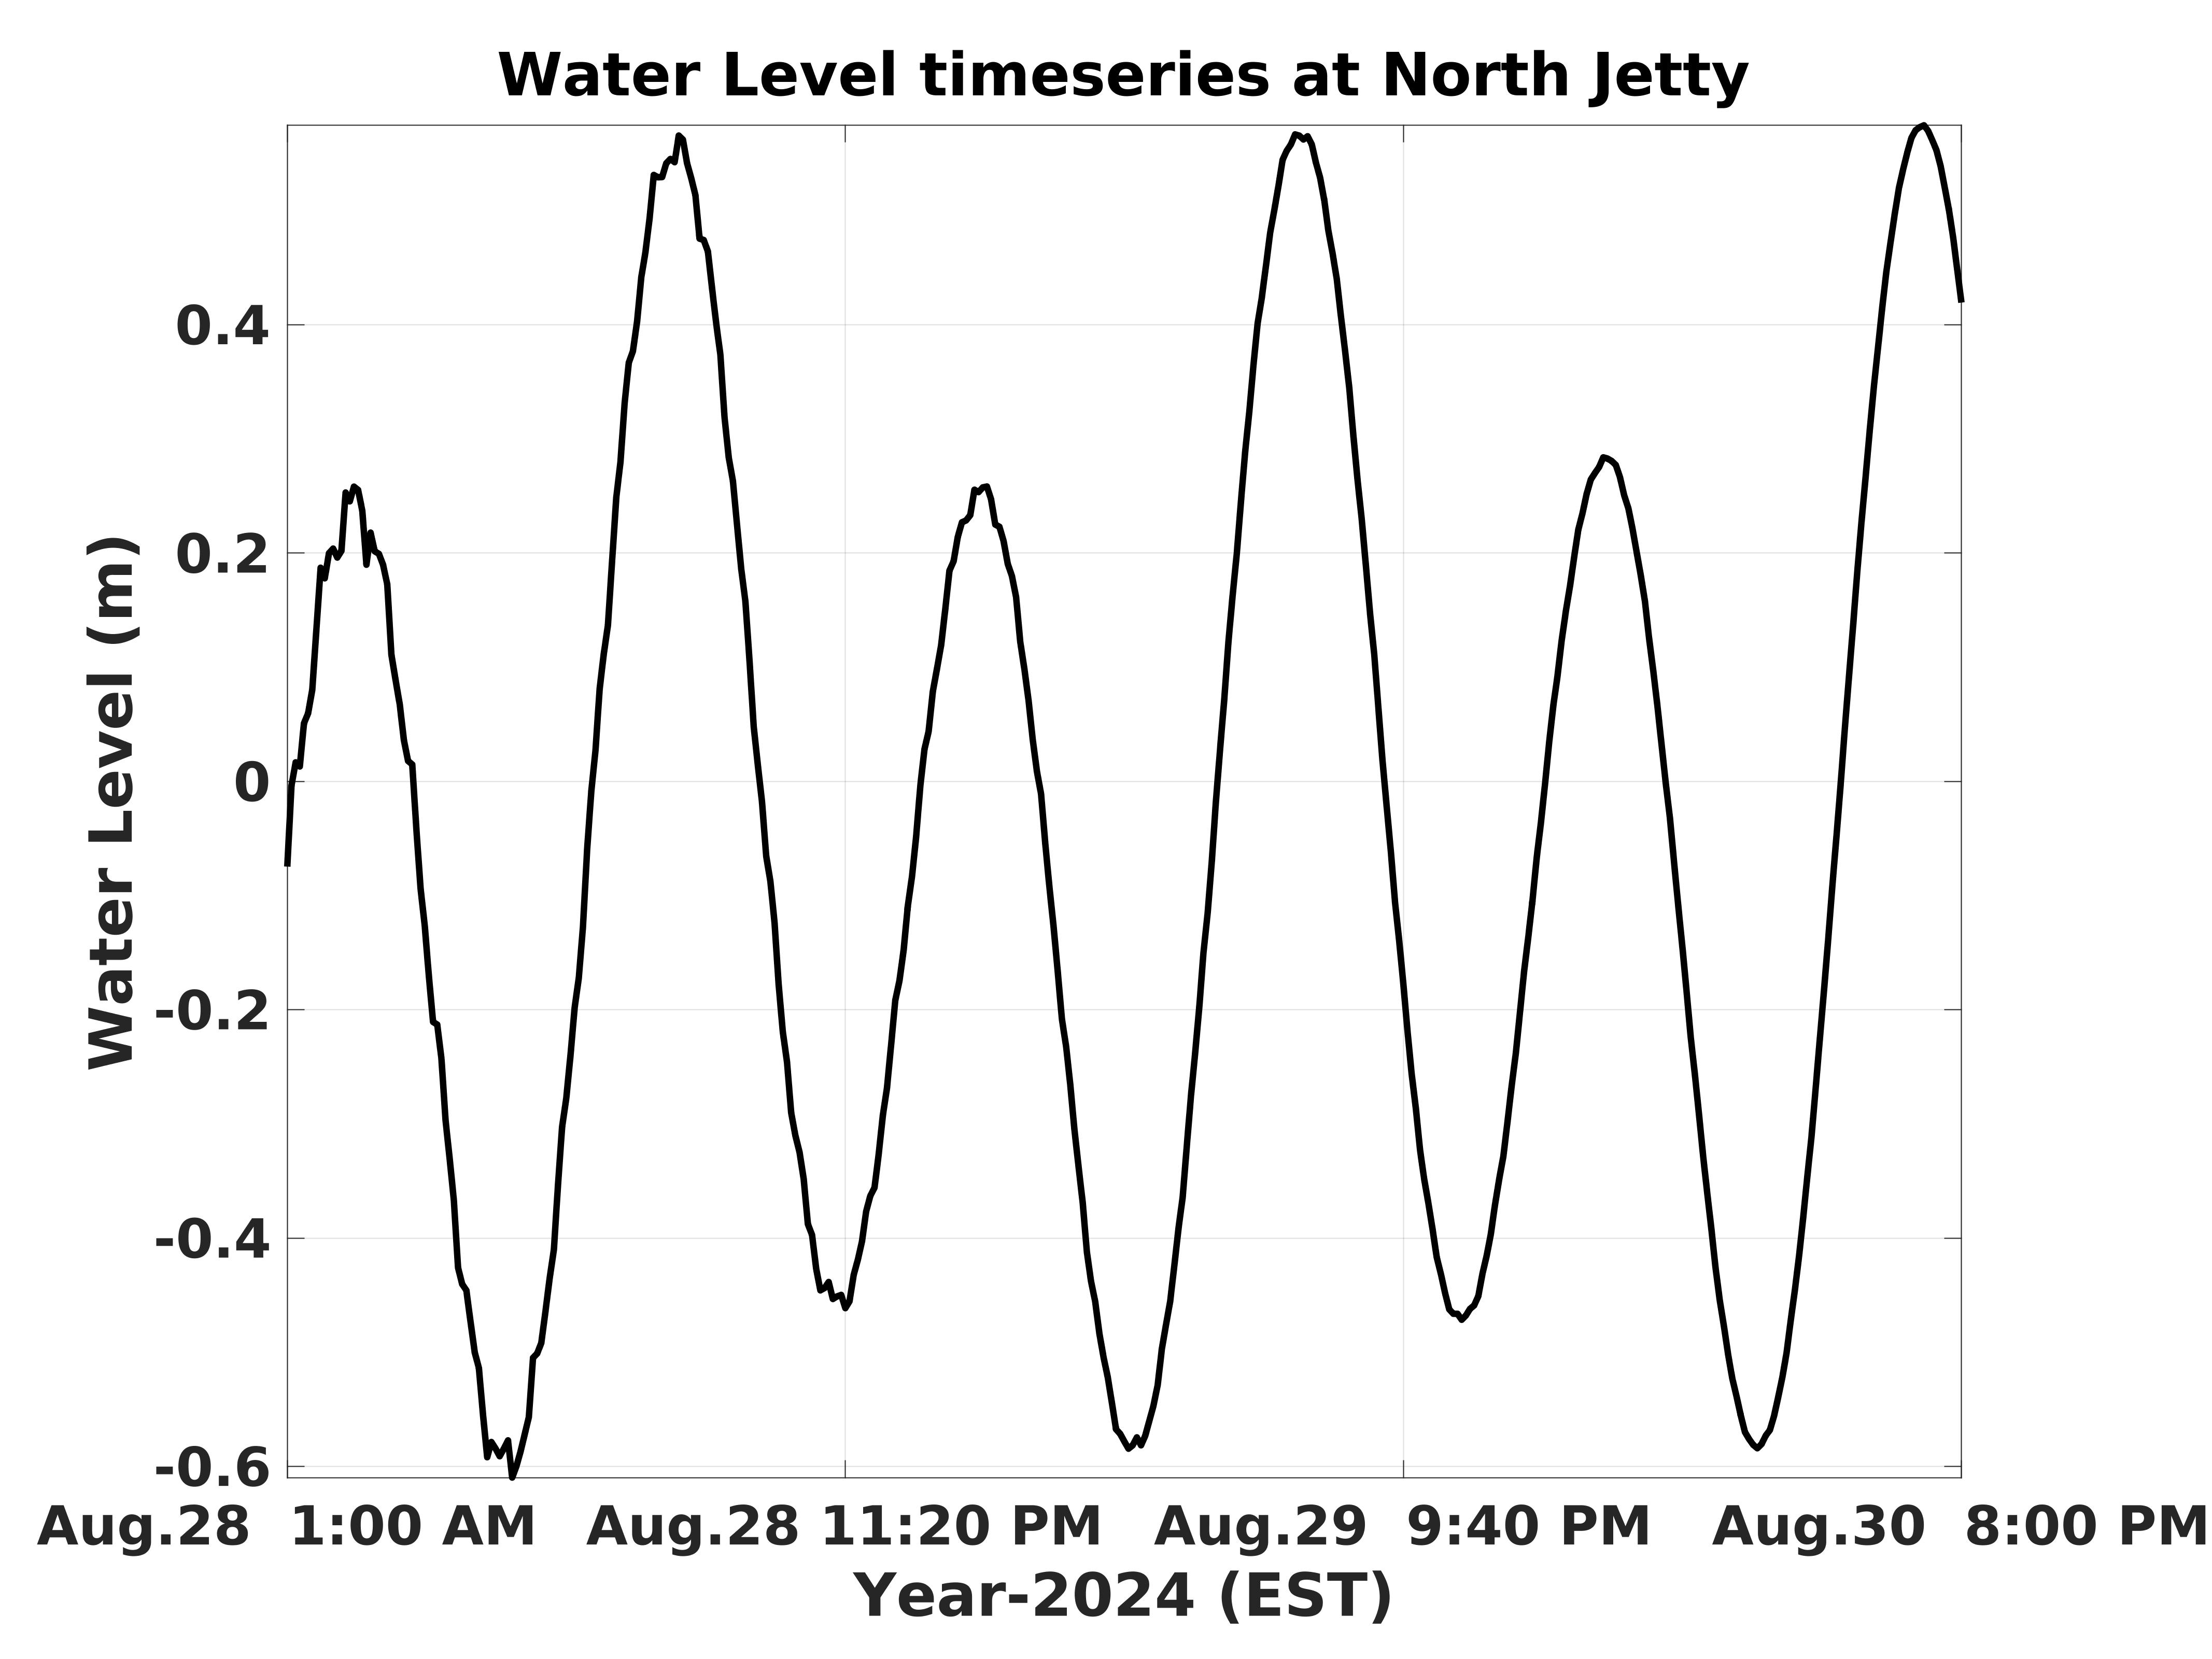 Water Level timeseries at North Jetty
Water Level (m)
0.4
0.2
0
-0.2
-0.4
-0.6
Aug.28 1:00 AM
Aug.28 11:20 PM
Aug.29 9:40 PM
Aug.30 8:00 PM
Year-2024 (EST)